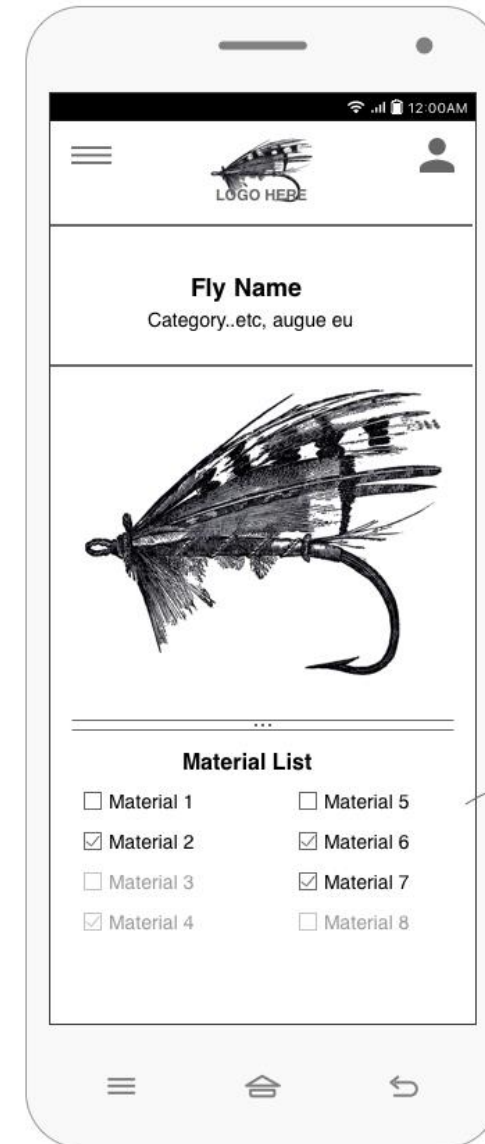 12:00AM
LOGO HERE
Fly Name
Category..etc, augue eu
Material List
Material 1
Material 5
Material 2
Material 6
Material 3
Material 7
Material 4
Material 8